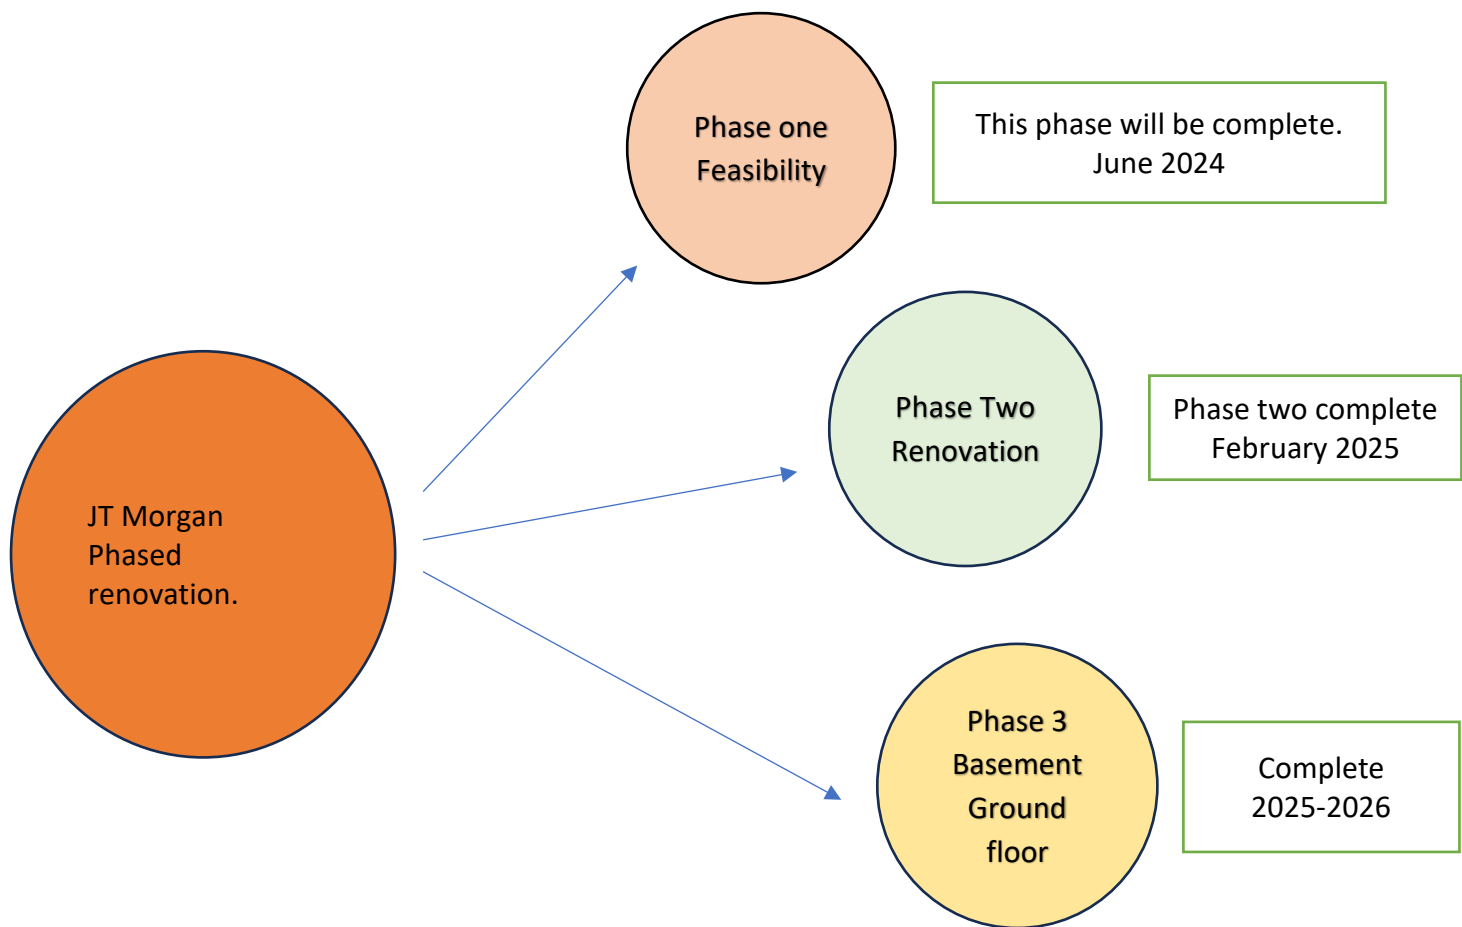 Phase one
Feasibility
This phase will be complete.
June 2024
Phase Two
Renovation
Phase two complete
February 2025
JT Morgan
Phased
renovation.
Phase 3
Basement
Ground
floor
Complete
2025-2026